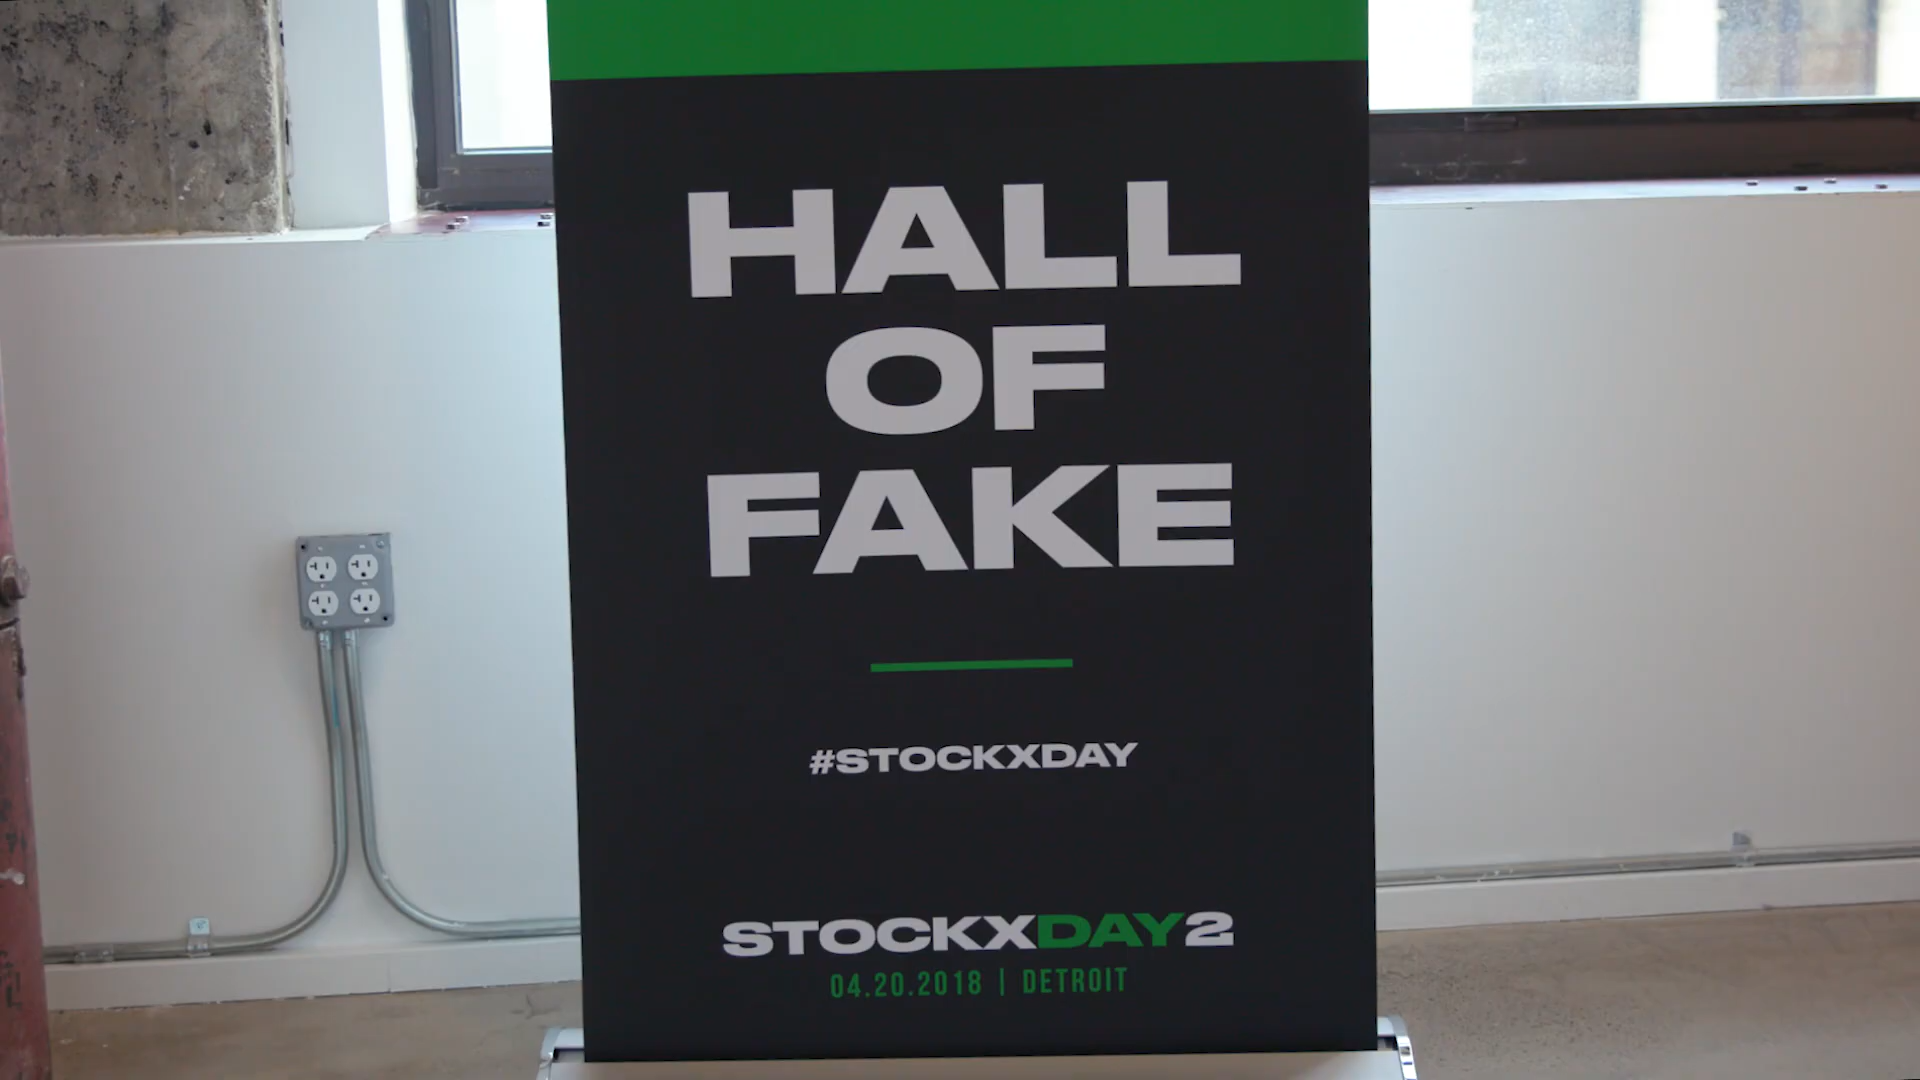 HALL
OF
FAKE
#STOCKXDAY
STOCKXDAY2
04.20.2018 | DETROIT